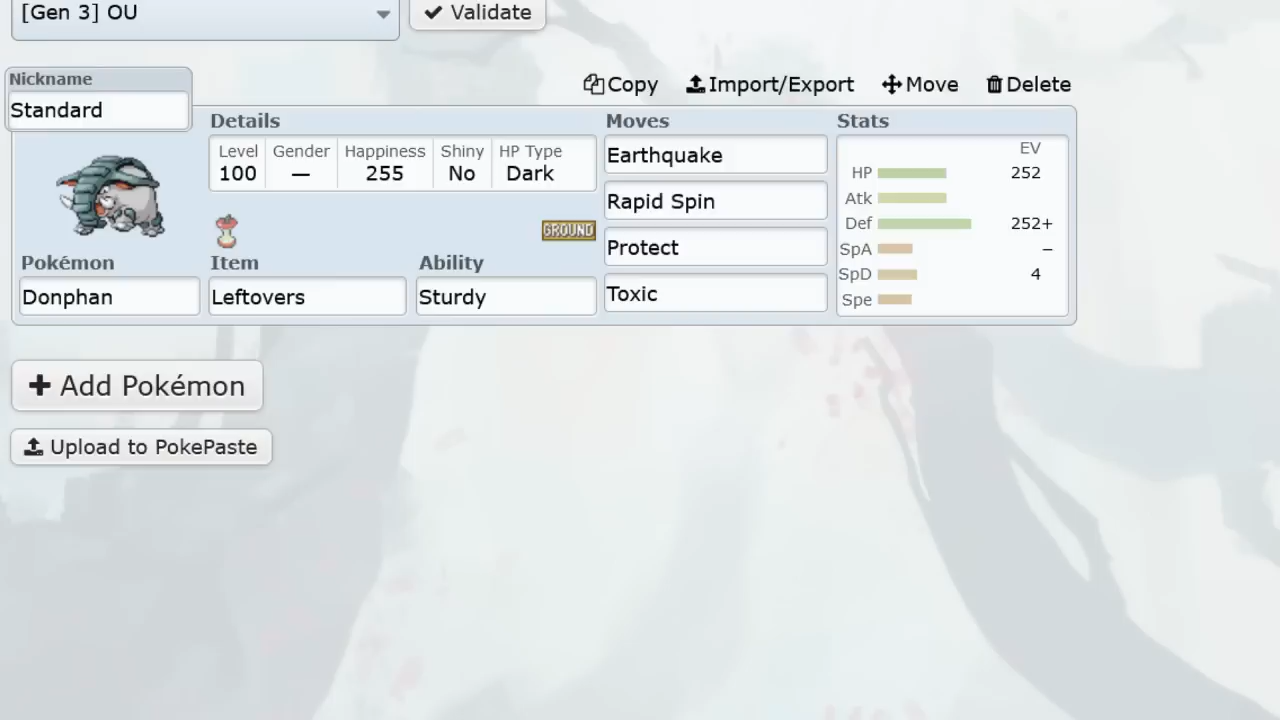 [Gen 3] OU
Validate
Nickname
Standard
Copy
Import/Export
Move
Delete
Details
Moves
Stats
Level
Gender
Happiness
Shiny
HP Type
100
—
255
No
Dark
GROUND
Pokémon
Item
Ability
Donphan
Leftovers
Sturdy
Earthquake
Rapid Spin
Protect
Toxic
EV
HP 252
Atk
Def 252+
SpA –
SpD 4
Spe
Add Pokémon
Upload to PokePaste